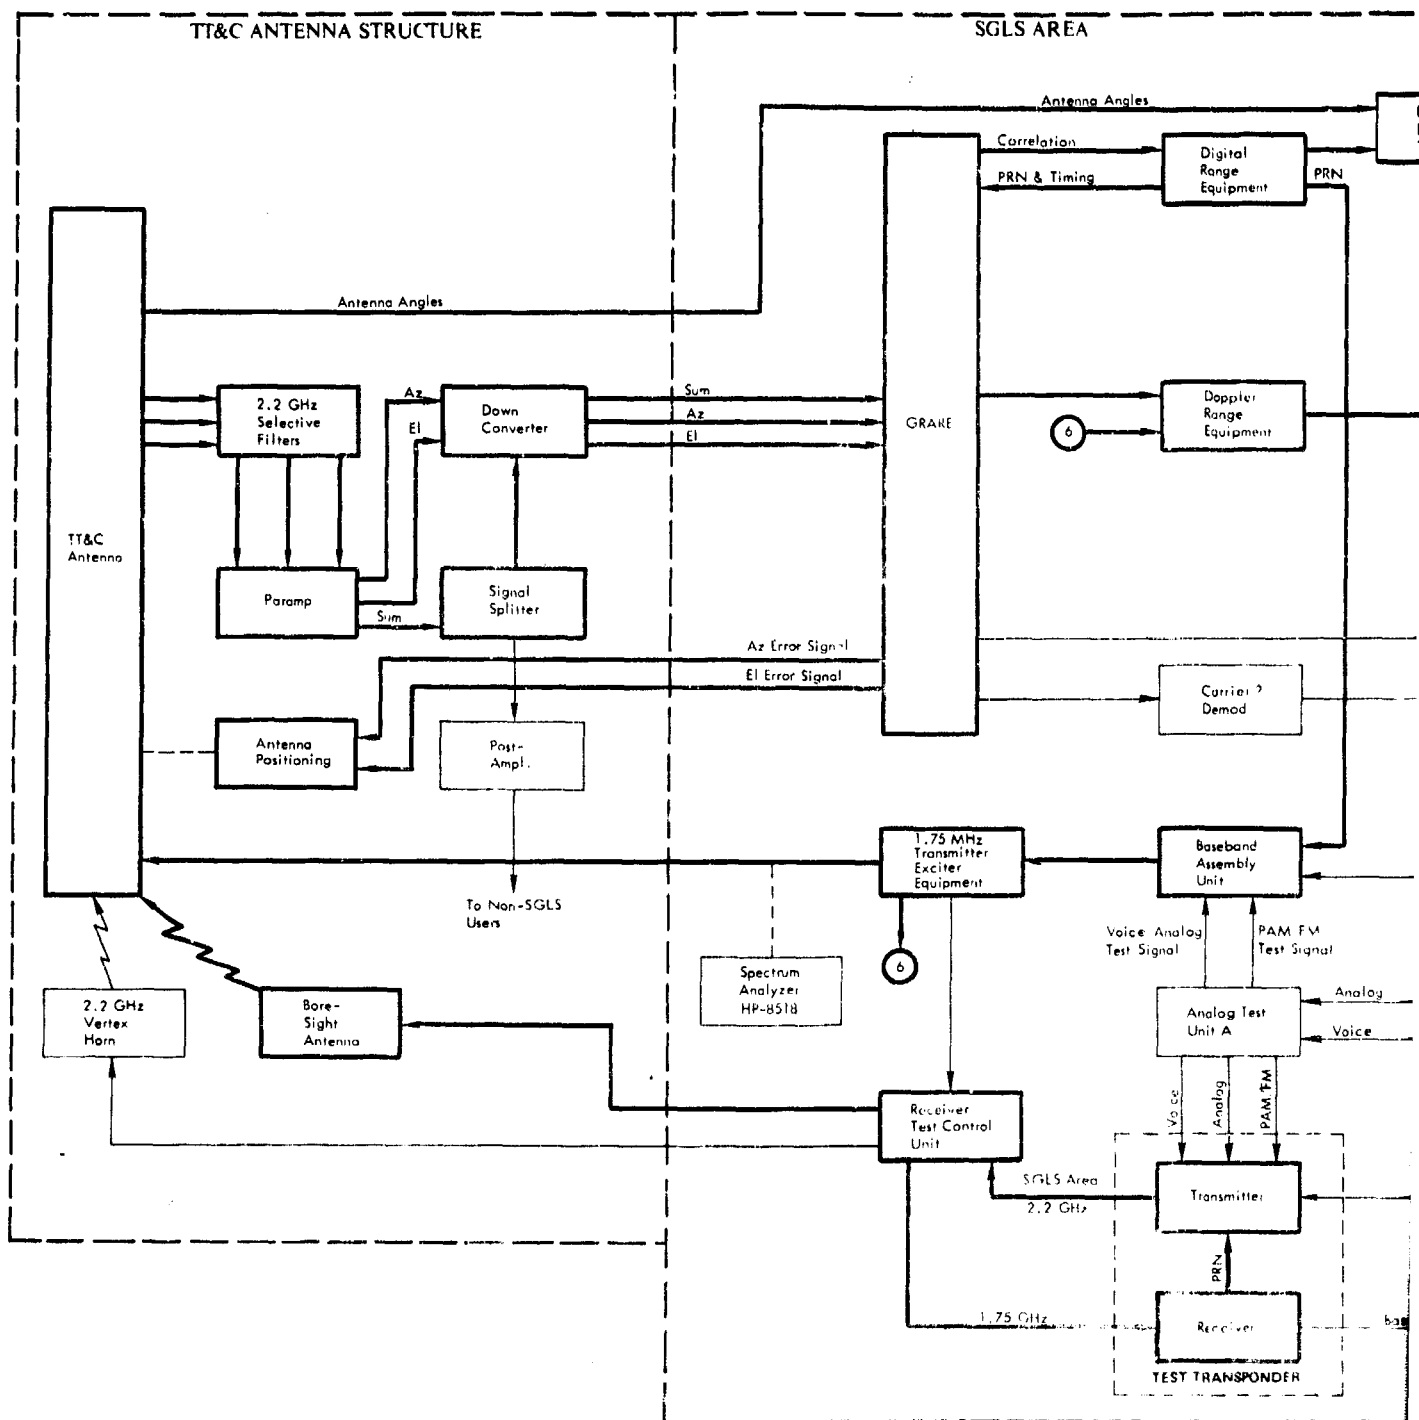 TT&C ANTENNA STRUCTURE
SGLS AREA
Antenna Angles
Correlation
Digital
Range
Equipment
PRN & Timing
PRN
Antenna Angles
2.2 GHz
Selective
Filters
Az
El
Down
Converter
Sum
Az
El
GRARE
Doppler
Range
Equipment
6
TT&C
Antenna
Paramp
Sum
Signal
Splitter
Az Error Signal
El Error Signal
Carrier 2
Demod
Antenna
Positioning
Post-
Ampl.
1.75 MHz
Transmitter
Exciter
Equipment
Baseband
Assembly
Unit
To Non-SGLS
Users
Voice Analog
Test Signal
PAM FM
Test Signal
6
Spectrum
Analyzer
HP-8518
2.2 GHz
Vertex
Horn
Bore-
Sight
Antenna
Analog Test
Unit A
Analog
Voice
Voice
Analog
PAM/FM
Receiver
Test Control
Unit
SGLS Area
2.2 GHz
Transmitter
PRN
1.75 GHz
Receiver
TEST TRANSPONDER